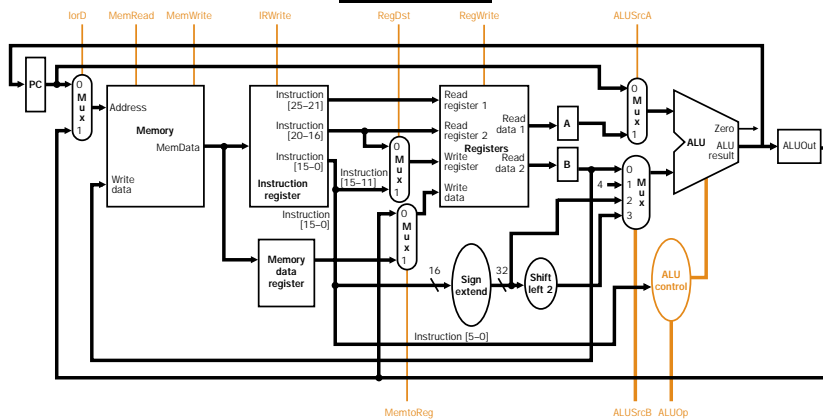 IorD
MemRead
MemWrite
IRWrite
RegDst
RegWrite
ALUSrcA
PC
0
M
u
x
1
Address
Memory
MemData
Write
data
Instruction
[25–21]
Instruction
[20–16]
Instruction
[15–0]
Instruction
register
Instruction
[15–11]
Instruction
[15–0]
Memory
data
register
0
M
u
x
1
0
M
u
x
1
Read
register 1
Read
register 2
Write
register
Write
data
Registers
Read
data 1
Read
data 2
A
B
4
0
M
u
x
1
0
1
2
3
M
u
x
Zero
ALU
ALU
result
ALUOut
16
Sign
extend
32
Shift
left 2
ALU
control
Instruction [5–0]
MemtoReg
ALUSrcB
ALUOp